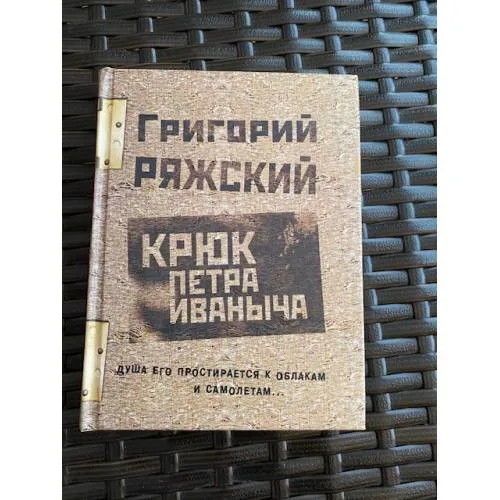 ГРИГОРИЙ
РЯЖСКИЙ
КРЮК
ПЕТРА
ИВАНЫЧА
ДУША ЕГО ПРОСТИРАЕТСЯ К ОБЛАКАМ
И САМОЛЕТАМ...